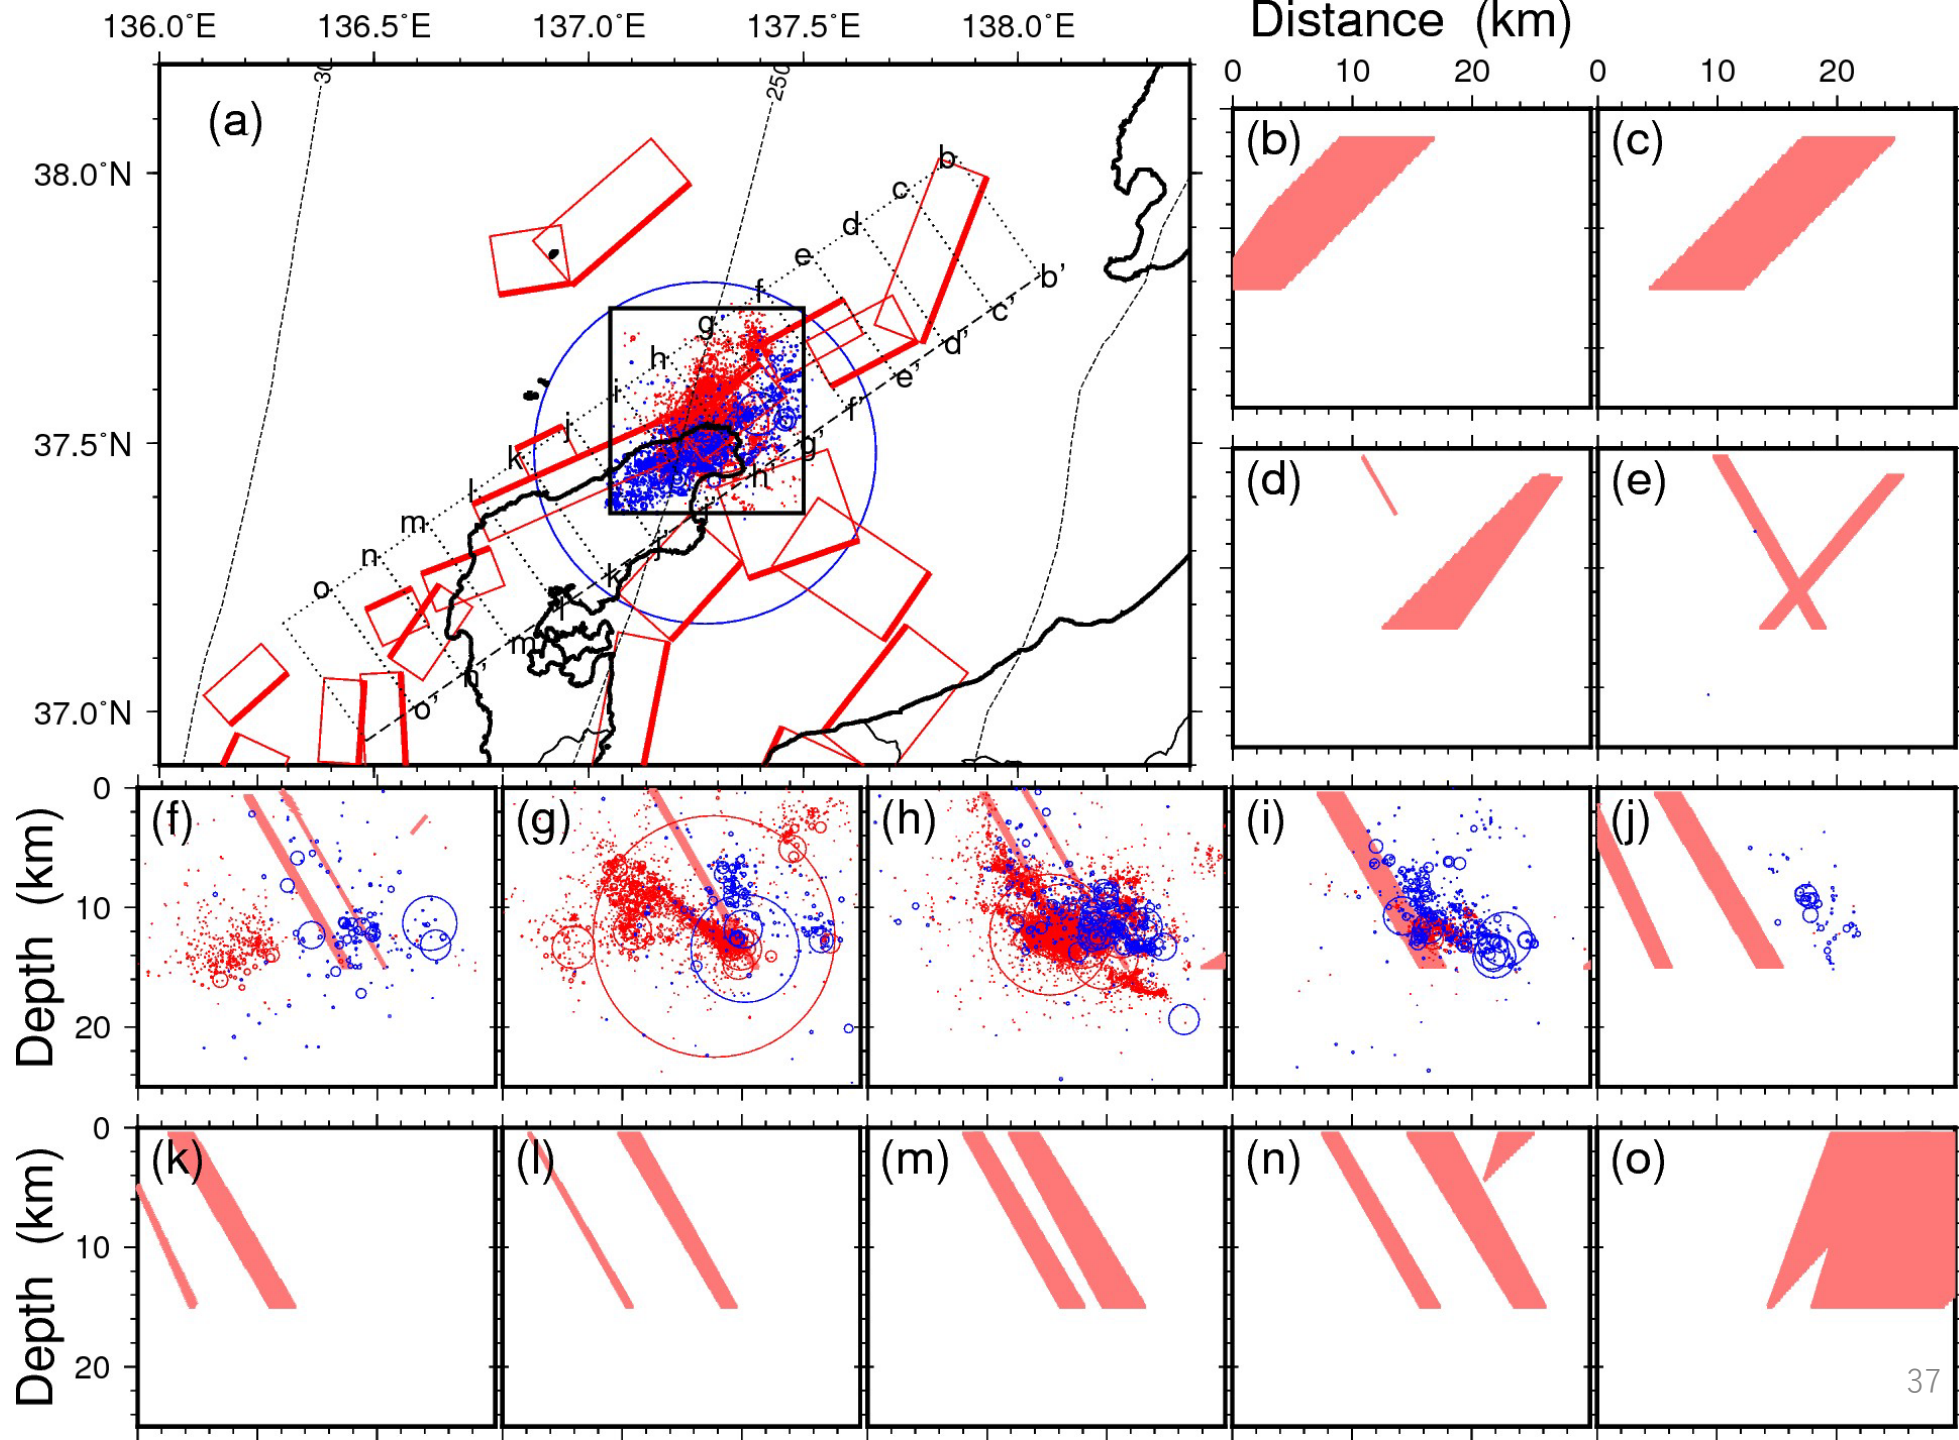 136.0°E 136.5°E 137.0°E 137.5°E 138.0°E
Distance (km)
0 10 20 0 10 20
(a)
30
250
38.0°N
37.5°N
37.0°N
b
c
d
e
f
g
h
i
j
k
l
m
n
o
b'
c'
d'
e'
f'
g'
h'
j'
k'
l'
m'
n'
o'
(b) (c)
(d) (e)
Depth (km)
0
10
20
(f) (g) (h) (i) (j)
Depth (km)
0
10
20
(k) (l) (m) (n) (o)
37